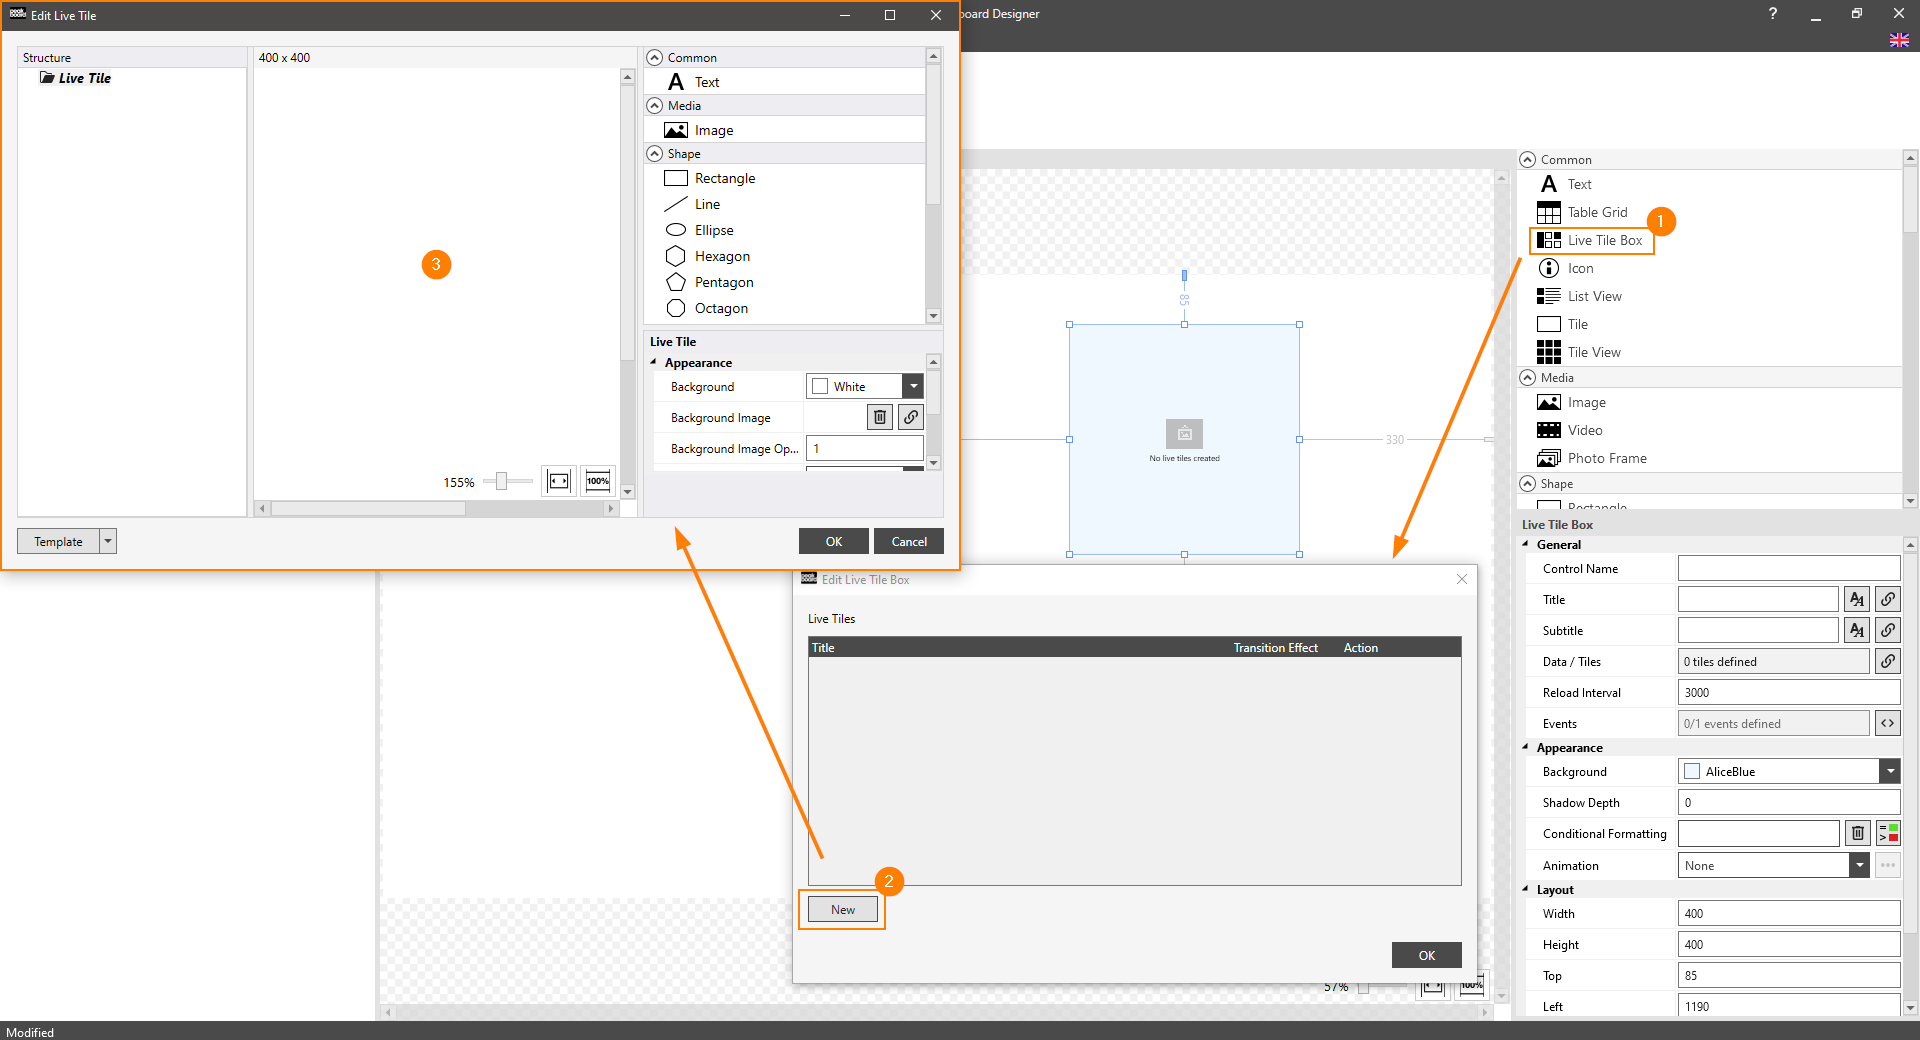 Edit Live Tile
board Designer
?
Structure
Live Tile
400 x 400
Common
Text
Media
Image
Shape
Rectangle
Line
Ellipse
Hexagon
Pentagon
Octagon
Live Tile
Appearance
Background
White
Background Image
Background Image Op...
1
155%
100%
Template
OK
Cancel
3
85
330
No live tiles created
Common
Text
Table Grid
1
Live Tile Box
Icon
List View
Tile
Tile View
Media
Image
Video
Photo Frame
Shape
Rectangle
Edit Live Tile Box
Live Tiles
Title
Transition Effect
Action
2
New
OK
57%
100%
Live Tile Box
General
Control Name
Title
Subtitle
Data / Tiles
0 tiles defined
Reload Interval
3000
Events
0/1 events defined
Appearance
Background
AliceBlue
Shadow Depth
0
Conditional Formatting
Animation
None
Layout
Width
400
Height
400
Top
85
Left
1190
Modified